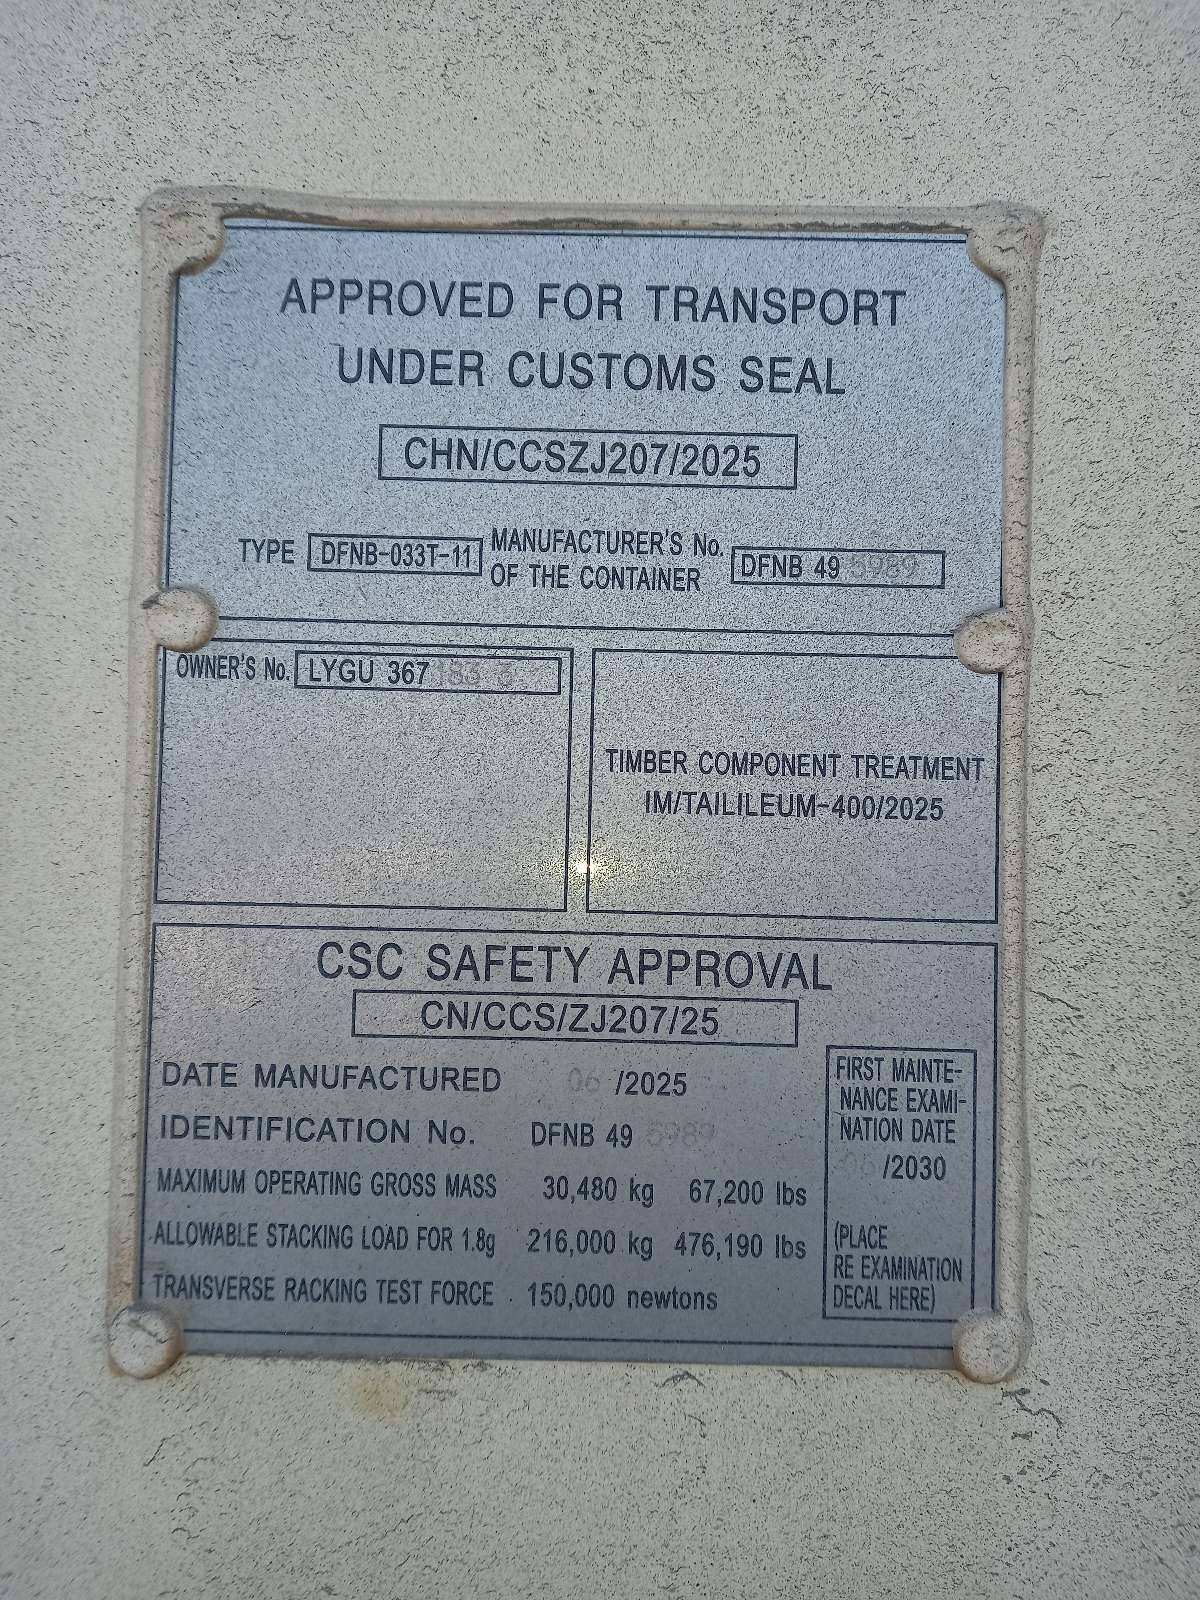 APPROVED FOR TRANSPORT
UNDER CUSTOMS SEAL
CHN/CCSZJ207/2025
TYPE DFNB-033T-11 MANUFACTURER'S No.
OF THE CONTAINER DFNB 49
OWNER'S No. LYGU 367
TIMBER COMPONENT TREATMENT
IM/TAILILEUM-400/2025
CSC SAFETY APPROVAL
CN/CCS/ZJ207/25
DATE MANUFACTURED 06 /2025
IDENTIFICATION No. DFNB 49
MAXIMUM OPERATING GROSS MASS 30,480 kg 67,200 lbs
ALLOWABLE STACKING LOAD FOR 1.8g 216,000 kg 476,190 lbs
TRANSVERSE RACKING TEST FORCE 150,000 newtons
FIRST MAINTE-
NANCE EXAMI-
NATION DATE
06 /2030
(PLACE
RE EXAMINATION
DECAL HERE)